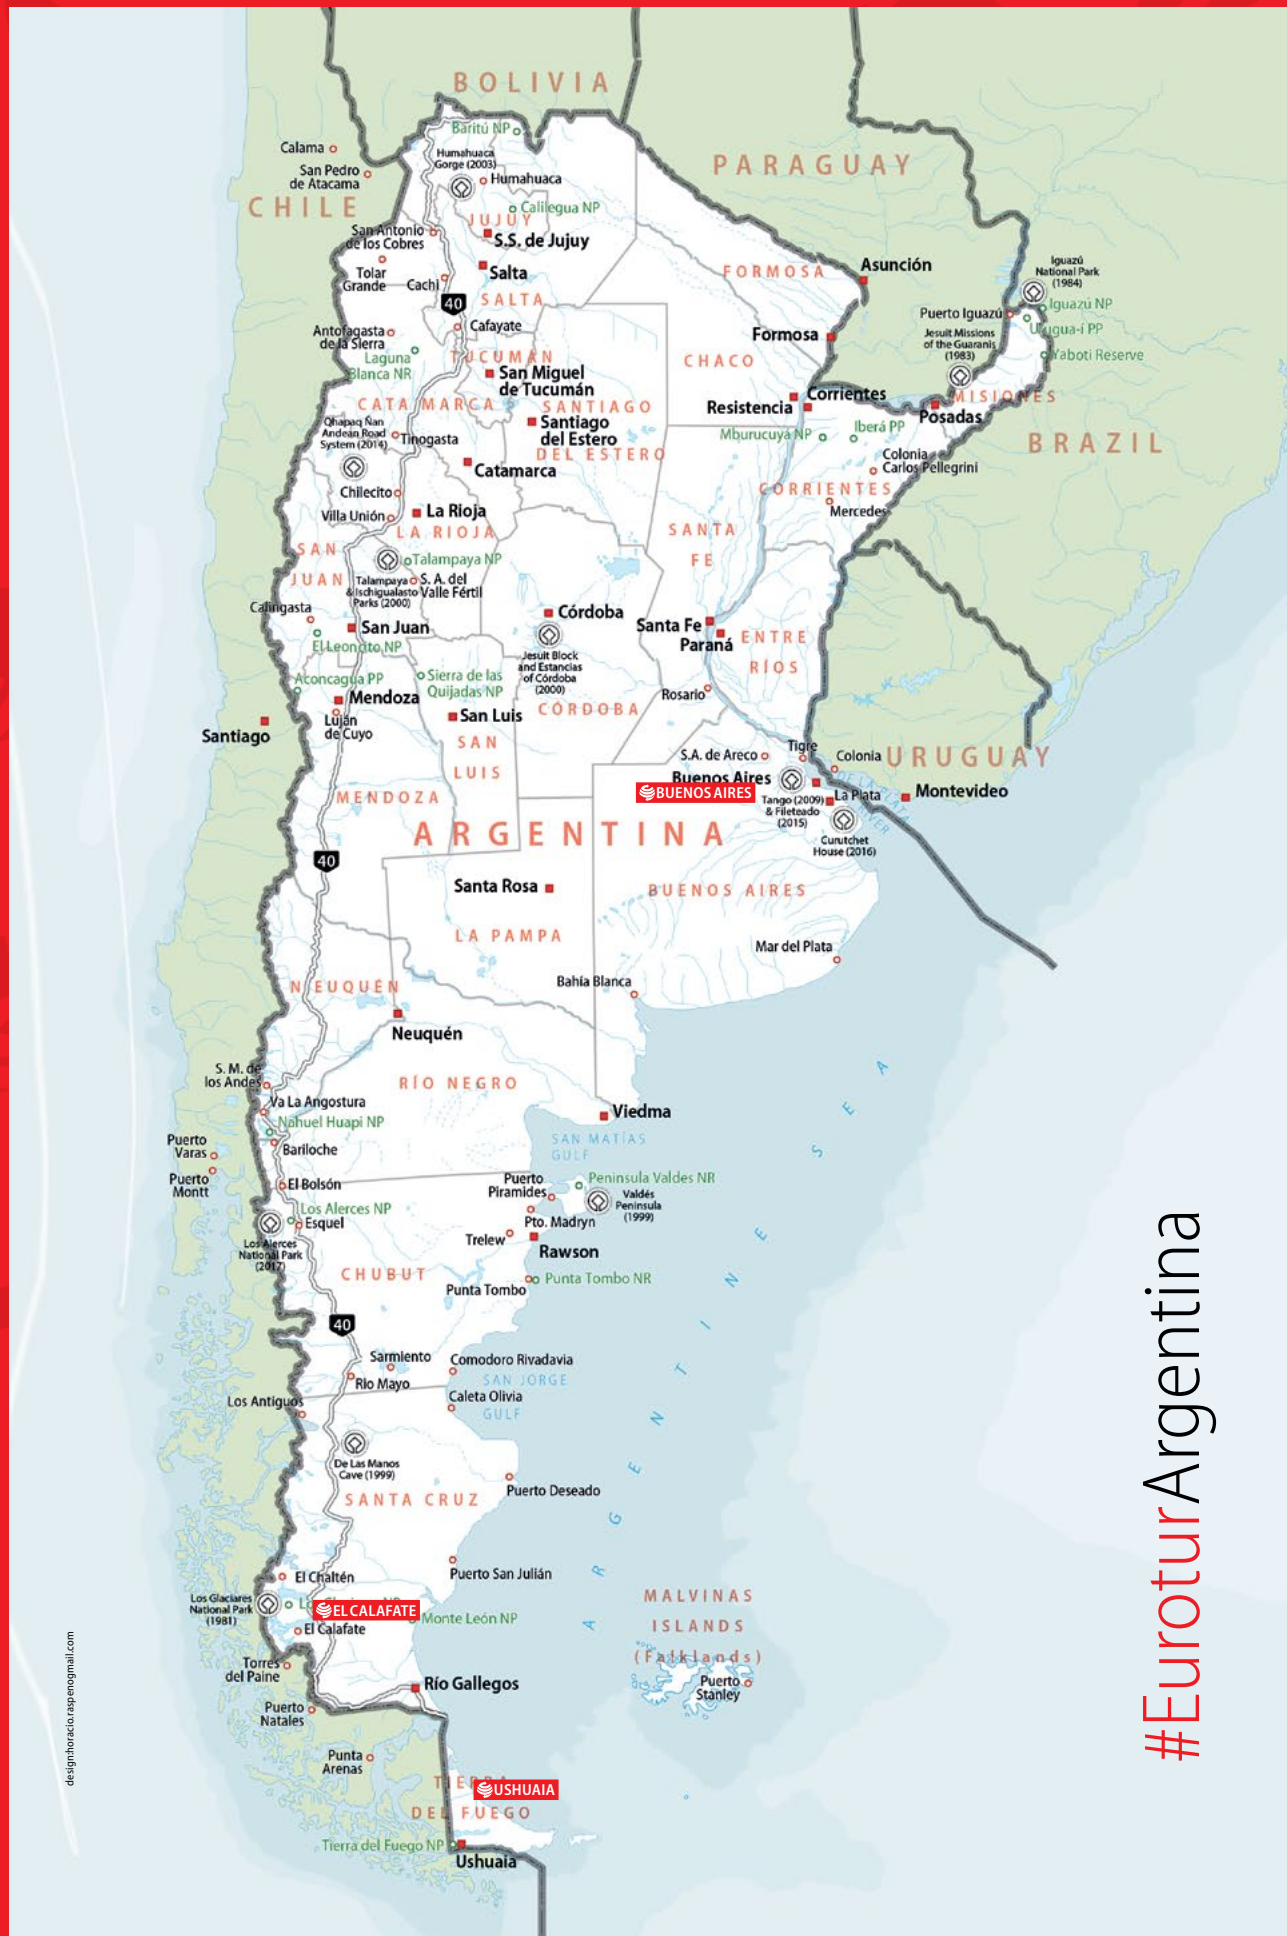 BOLIVIA
Baritú NP
Calama
Humahuaca
Gorge (2003)
PARAGUAY
San Pedro
de Atacama
Humahuaca
CHILE
Calilegua NP
JUJUY
San Antonio
de los Cobres
S.S. de Jujuy
Tolar
Grande
Cachi
Salta
SALTA
FORMOSA
Asunción
Iguazú
National Park
(1984)
40
Iguazú NP
Puerto Iguazú
Urugua-í PP
Antofagasta
de la Sierra
Cafayate
Formosa
Jesuit Missions
of the Guaranis
(1983)
Yaboti Reserve
Laguna
Blanca NR
TUCUMÁN
San Miguel
de Tucumán
CHACO
CATAMARCA
SANTIAGO
DEL ESTERO
Santiago
del Estero
Resistencia
Corrientes
Posadas
MISIONES
Qhapaq Ñan
Andean Road
System (2014)
Tinogasta
Mburucuyá NP
Iberá PP
BRAZIL
Catamarca
Colonia
Carlos Pellegrini
Chilecito
CORRIENTES
Mercedes
Villa Unión
La Rioja
LA RIOJA
SANTA
FE
SAN
JUAN
Talampaya NP
Talampaya
& Ischigualasto
Parks (2000)
S. A. del
Valle Fértil
Calingasta
Córdoba
San Juan
El Leoncito NP
Jesuit Block
and Estancias
of Córdoba
(2000)
Santa Fe
Paraná
ENTRE
RÍOS
Aconcagua PP
Sierra de las
Quijadas NP
Mendoza
Rosario
CÓRDOBA
Luján
de Cuyo
San Luis
Santiago
SAN
LUIS
S.A. de Areco
Tigre
Colonia
URUGUAY
Buenos Aires
BUENOS AIRES
Tango (2009)
& Fileteado
(2015)
La Plata
RIVER
Montevideo
MENDOZA
ARGENTINA
Curutchet
House (2016)
40
Santa Rosa
BUENOS AIRES
LA PAMPA
Mar del Plata
Bahía Blanca
NEUQUÉN
Neuquén
S. M. de
los Andes
RÍO NEGRO
Va La Angostura
Viedma
Nahuel Huapi NP
Puerto
Varas
Bariloche
SAN MATÍAS
GULF
Puerto
Montt
El Bolsón
Puerto
Piramides
Peninsula Valdes NR
Valdés
Peninsula
(1999)
Los Alerces NP
Esquel
Los Alerces
National Park
(2017)
Pto. Madryn
Trelew
Rawson
CHUBUT
Punta Tombo
Punta Tombo NR
40
Sarmiento
Comodoro Rivadavia
Rio Mayo
SAN JORGE
GULF
Los Antiguos
Caleta Olivia
De Las Manos
Cave (1999)
SANTA CRUZ
Puerto Deseado
ARGENTINE SEA
Puerto San Julián
El Chaltén
Los Glaciares
National Park
(1981)
EL CALAFATE
Monte León NP
El Calafate
MALVINAS
ISLANDS
(Falklands)
Puerto
Stanley
Torres
del Paine
Río Gallegos
Puerto
Natales
Punta
Arenas
TIERRA
DEL FUEGO
USHUAIA
Tierra del Fuego NP
Ushuaia
#EuroturArgentina
design:horacio.raspenogmail.com